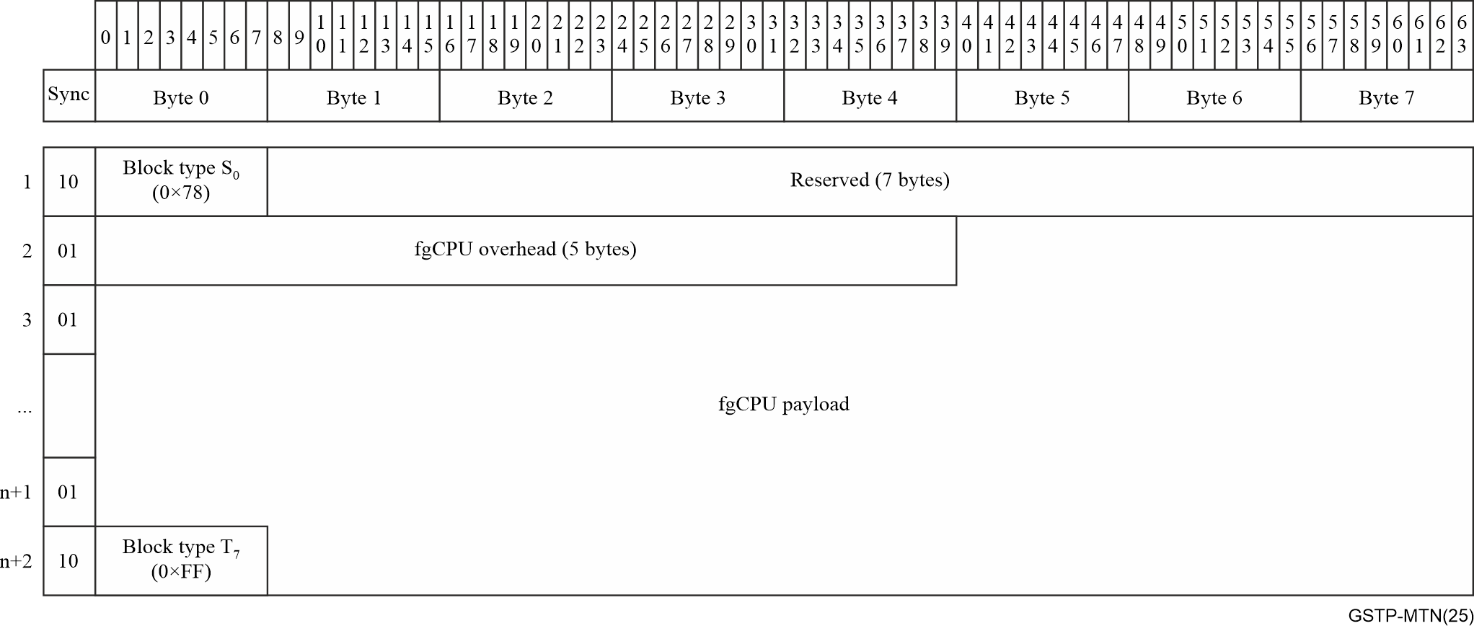 0 1 2 3 4 5 6 7 8 9 10 11 12 13 14 15 16 17 18 19 20 21 22 23 24 25 26 27 28 29 30 31 32 33 34 35 36 37 38 39 40 41 42 43 44 45 46 47 48 49 50 51 52 53 54 55 56 57 58 59 60 61 62 63
Sync Byte 0 Byte 1 Byte 2 Byte 3 Byte 4 Byte 5 Byte 6 Byte 7
1 10 Block type S₀ (0×78) Reserved (7 bytes)
2 01 fgCPU overhead (5 bytes)
3 01
... fgCPU payload
n+1 01
n+2 10 Block type T₇ (0×FF)
GSTP-MTN(25)